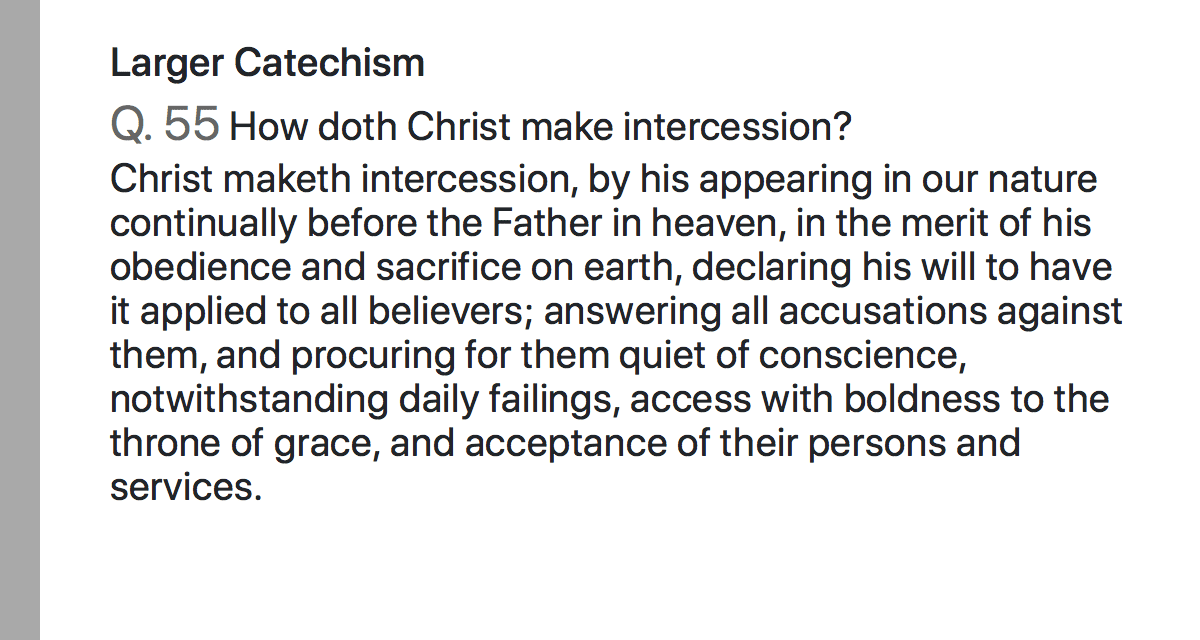 Larger Catechism
Q. 55 How doth Christ make intercession?
Christ maketh intercession, by his appearing in our nature
continually before the Father in heaven, in the merit of his
obedience and sacrifice on earth, declaring his will to have
it applied to all believers; answering all accusations against
them, and procuring for them quiet of conscience,
notwithstanding daily failings, access with boldness to the
throne of grace, and acceptance of their persons and
services.